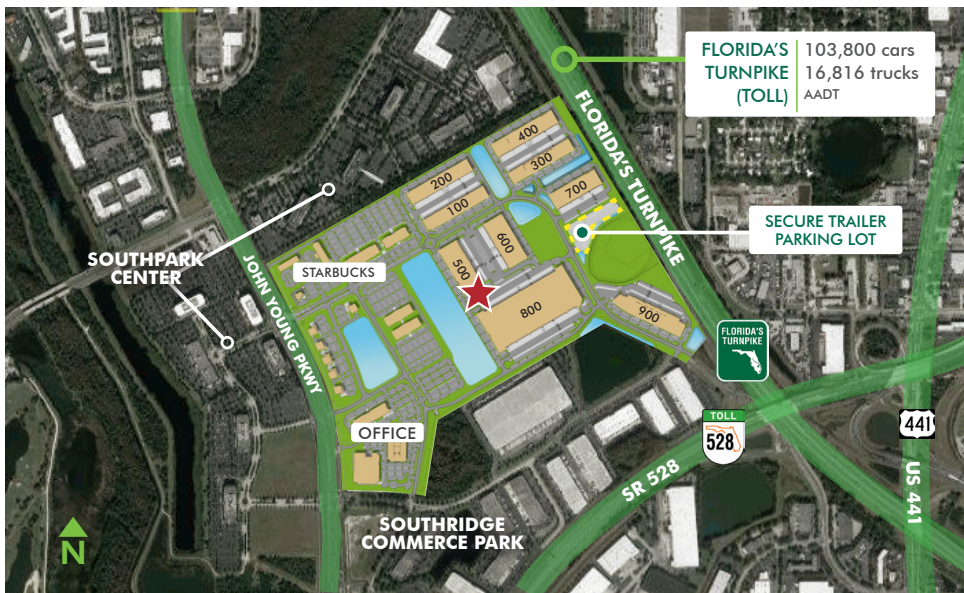 FLORIDA'S
TURNPIKE
(TOLL)
103,800 cars
16,816 trucks
AADT
FLORIDA'S TURNPIKE
400
300
200
700
100
SECURE TRAILER
PARKING LOT
600
500
SOUTHPARK
CENTER
STARBUCKS
JOHN YOUNG PKWY
800
900
FLORIDA'S
TURNPIKE
TOLL
528
441
OFFICE
SR 528
US 441
SOUTHRIDGE
COMMERCE PARK
N